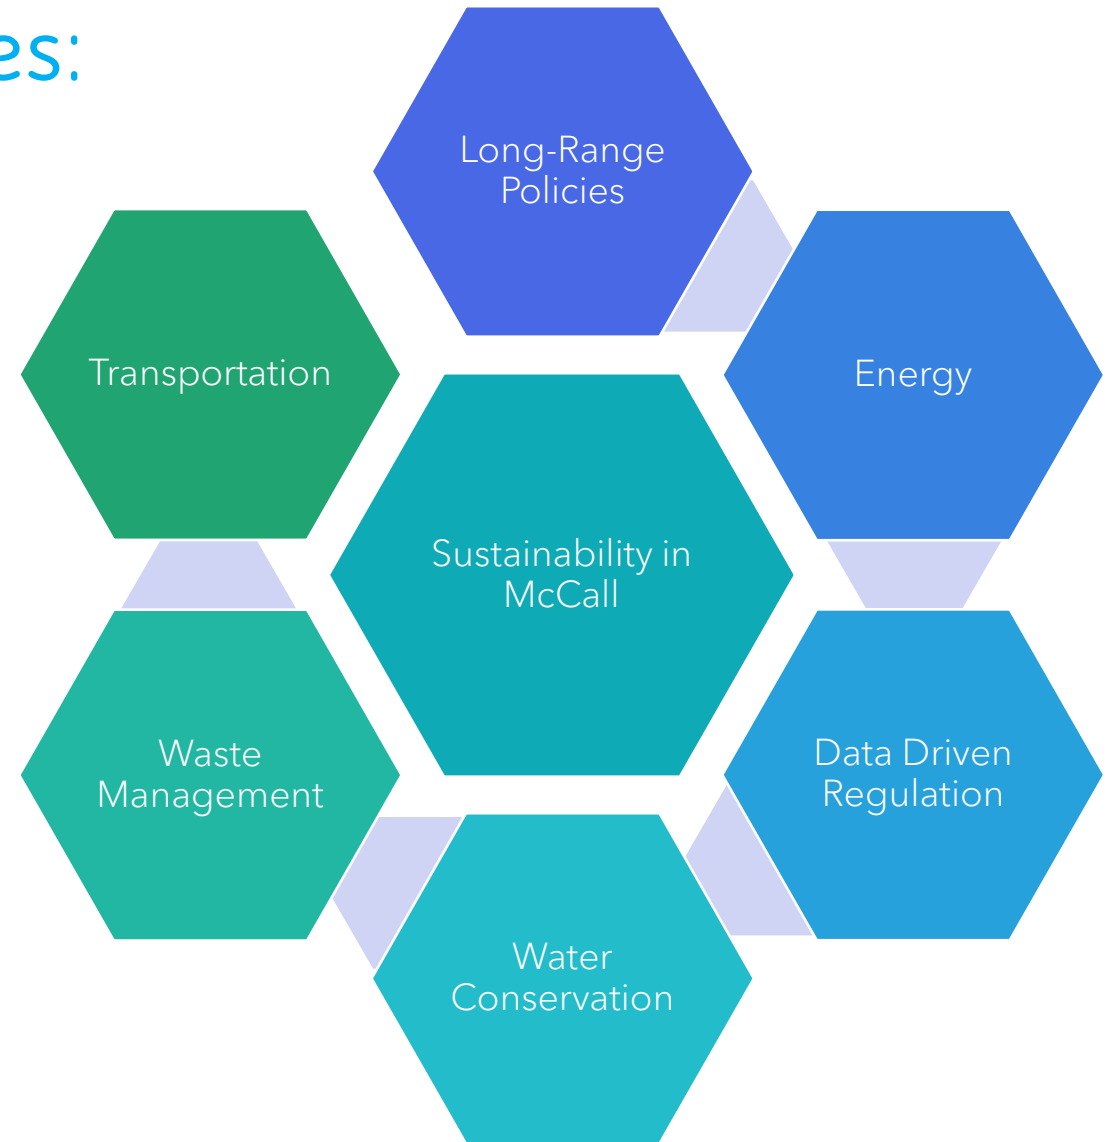 es:
Long-Range
Policies
Transportation
Energy
Sustainability in
McCall
Waste
Management
Data Driven
Regulation
Water
Conservation